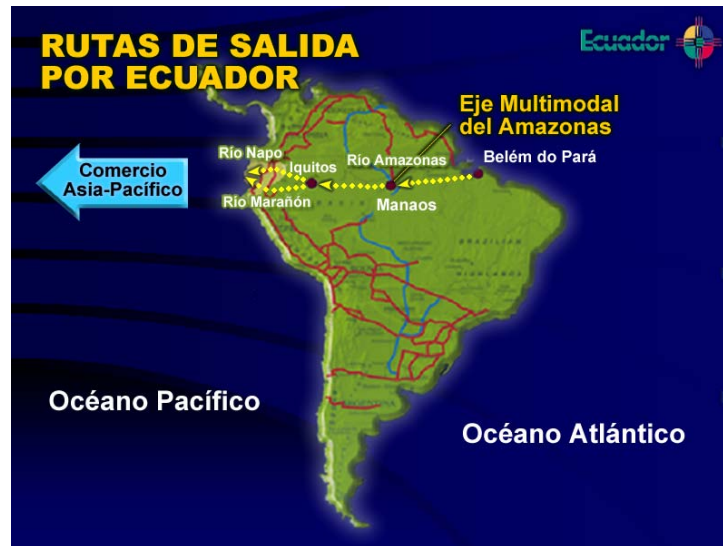 RUTAS DE SALIDA
POR ECUADOR
Ecuador
Eje Multimodal
del Amazonas
Río Napo
Iquitos
Río Amazonas
Belém do Pará
Comercio
Asia-Pacífico
Río Marañón
Manaos
Océano Pacífico
Océano Atlántico